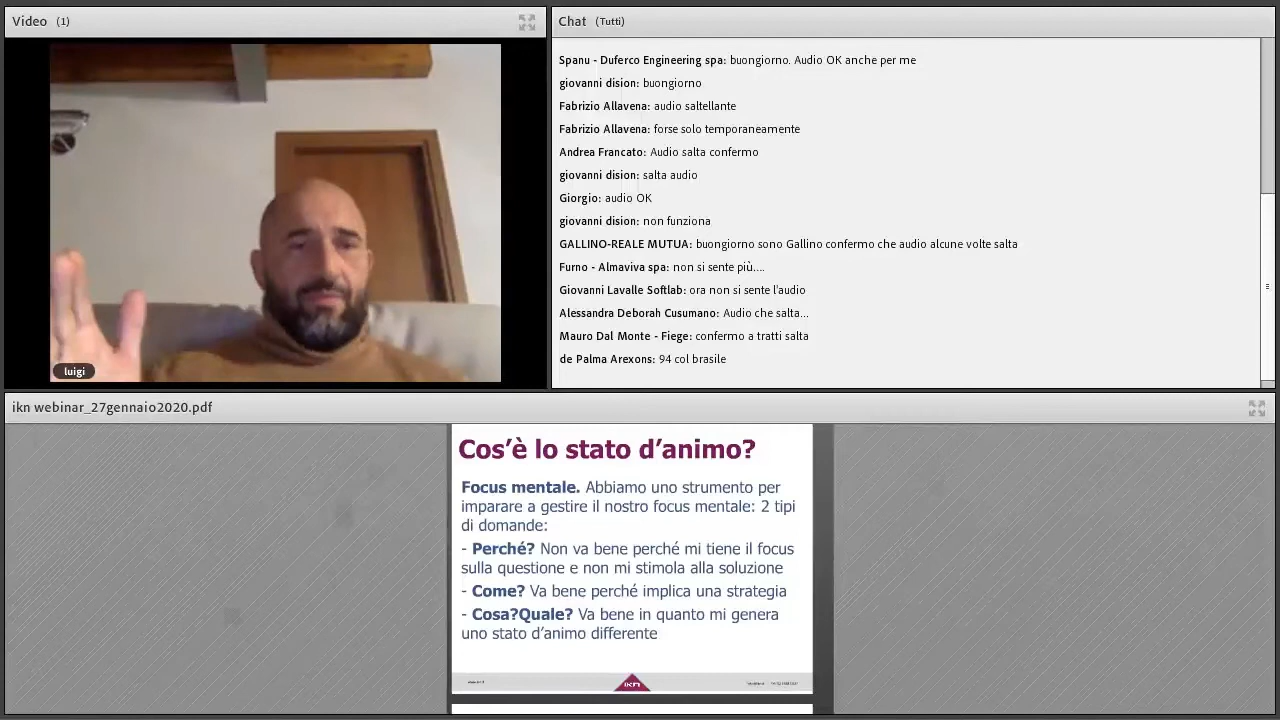 Video (1)
luigi
Chat (Tutti)
Spanu - Duferco Engineering spa: buongiorno. Audio OK anche per me
giovanni dision: buongiorno
Fabrizio Allavena: audio saltellante
Fabrizio Allavena: forse solo temporaneamente
Andrea Francato: Audio salta confermo
giovanni dision: salta audio
Giorgio: audio OK
giovanni dision: non funziona
GALLINO-REALE MUTUA: buongiorno sono Gallino confermo che audio alcune volte salta
Furno - Almaviva spa: non si sente più....
Giovanni Lavalle Softlab: ora non si sente l'audio
Alessandra Deborah Cusumano: Audio che salta...
Mauro Dal Monte - Fiege: confermo a tratti salta
de Palma Arexons: 94 col brasile
ikn webinar_27gennaio2020.pdf
Cos’è lo stato d’animo?
Focus mentale. Abbiamo uno strumento per
imparare a gestire il nostro focus mentale: 2 tipi
di domande:
- Perché? Non va bene perché mi tiene il focus
sulla questione e non mi stimola alla soluzione
- Come? Va bene perché implica una strategia
- Cosa?Quale? Va bene in quanto mi genera
uno stato d’animo differente
ikn